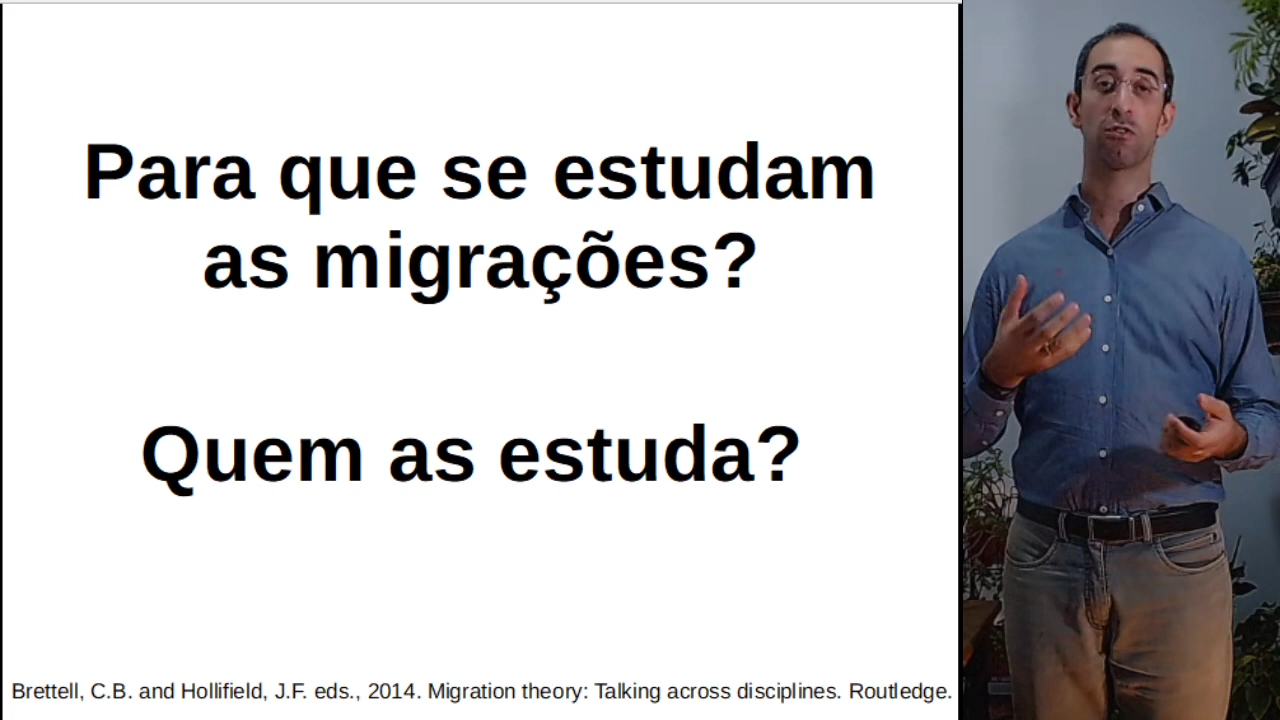 Para que se estudam
as migrações?
Quem as estuda?
Brettell, C.B. and Hollifield, J.F. eds., 2014. Migration theory: Talking across disciplines. Routledge.